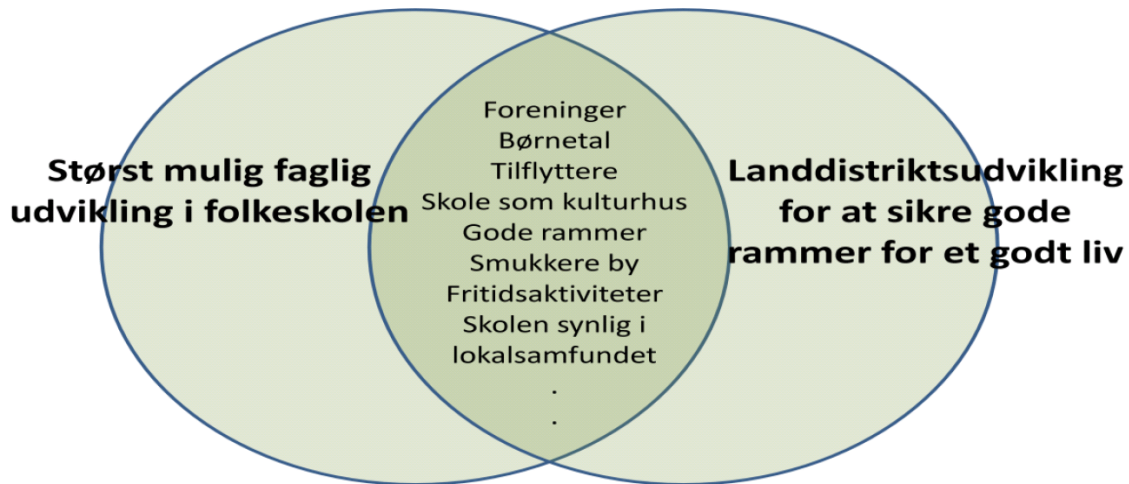 Størst mulig faglig
udvikling i folkeskolen
Foreninger
Børnetal
Tilflyttere
Skole som kulturhus
Gode rammer
Smukkere by
Fritidsaktiviteter
Skolen synlig i
lokalsamfundet
.
.
Landdistriktsudvikling
for at sikre gode
rammer for et godt liv